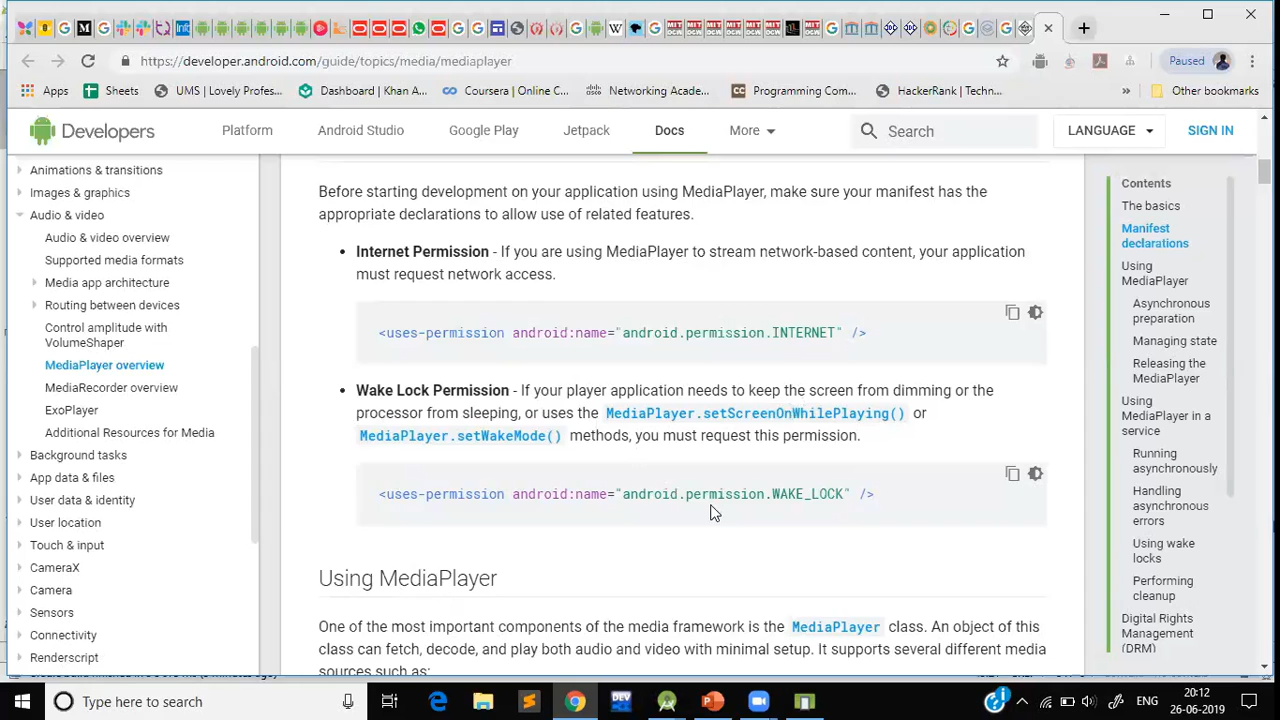 https://developer.android.com/guide/topics/media/mediaplayer
Paused
Apps
Sheets
UMS | Lovely Profes...
Dashboard | Khan A...
Coursera | Online C...
Networking Acade...
Programming Com...
HackerRank | Techn...
»
Other bookmarks
Developers
Platform
Android Studio
Google Play
Jetpack
Docs
More
Search
LANGUAGE
SIGN IN
Animations & transitions
Images & graphics
Audio & video
Audio & video overview
Supported media formats
Media app architecture
Routing between devices
Control amplitude with
VolumeShaper
MediaPlayer overview
MediaRecorder overview
ExoPlayer
Additional Resources for Media
Background tasks
App data & files
User data & identity
User location
Touch & input
CameraX
Camera
Sensors
Connectivity
Renderscript
Before starting development on your application using MediaPlayer, make sure your manifest has the
appropriate declarations to allow use of related features.
• Internet Permission - If you are using MediaPlayer to stream network-based content, your application
must request network access.
<uses-permission android:name="android.permission.INTERNET" />
• Wake Lock Permission - If your player application needs to keep the screen from dimming or the
processor from sleeping, or uses the MediaPlayer.setScreenOnWhilePlaying() or
MediaPlayer.setWakeMode() methods, you must request this permission.
<uses-permission android:name="android.permission.WAKE_LOCK" />
Using MediaPlayer
One of the most important components of the media framework is the MediaPlayer class. An object of this
class can fetch, decode, and play both audio and video with minimal setup. It supports several different media
sources such as:
Contents
The basics
Manifest
declarations
Using
MediaPlayer
Asynchronous
preparation
Managing state
Releasing the
MediaPlayer
Using
MediaPlayer in a
service
Running
asynchronously
Handling
asynchronous
errors
Using wake
locks
Performing
cleanup
Digital Rights
Management
(DRM)
Type here to search
DEV
ENG
20:12
26-06-2019